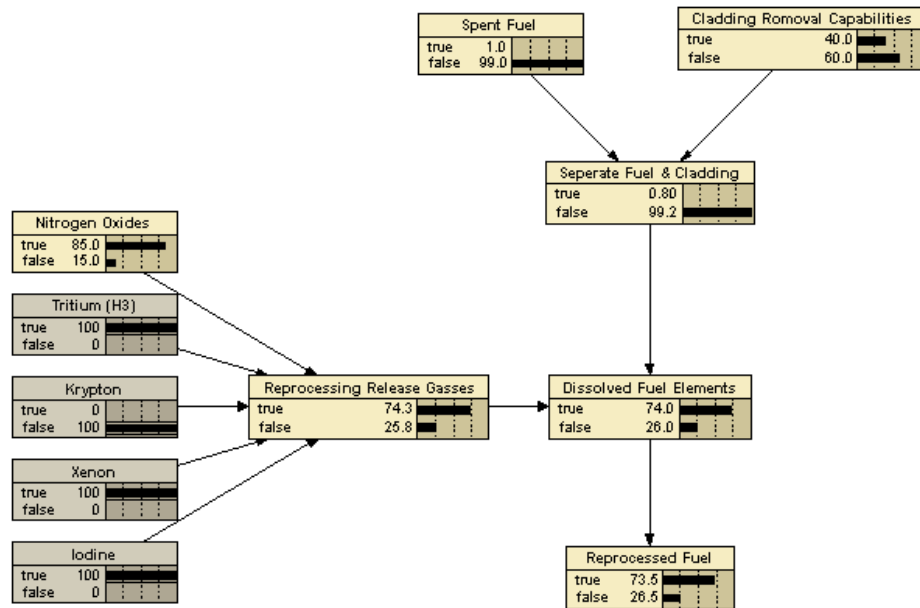 Spent Fuel
true 1.0
false 99.0
Cladding Romoval Capabilities
true 40.0
false 60.0
Seperate Fuel & Cladding
true 0.80
false 99.2
Nitrogen Oxides
true 85.0
false 15.0
Tritium (H3)
true 100
false 0
Krypton
true 0
false 100
Xenon
true 100
false 0
Iodine
true 100
false 0
Reprocessing Release Gasses
true 74.3
false 25.8
Dissolved Fuel Elements
true 74.0
false 26.0
Reprocessed Fuel
true 73.5
false 26.5